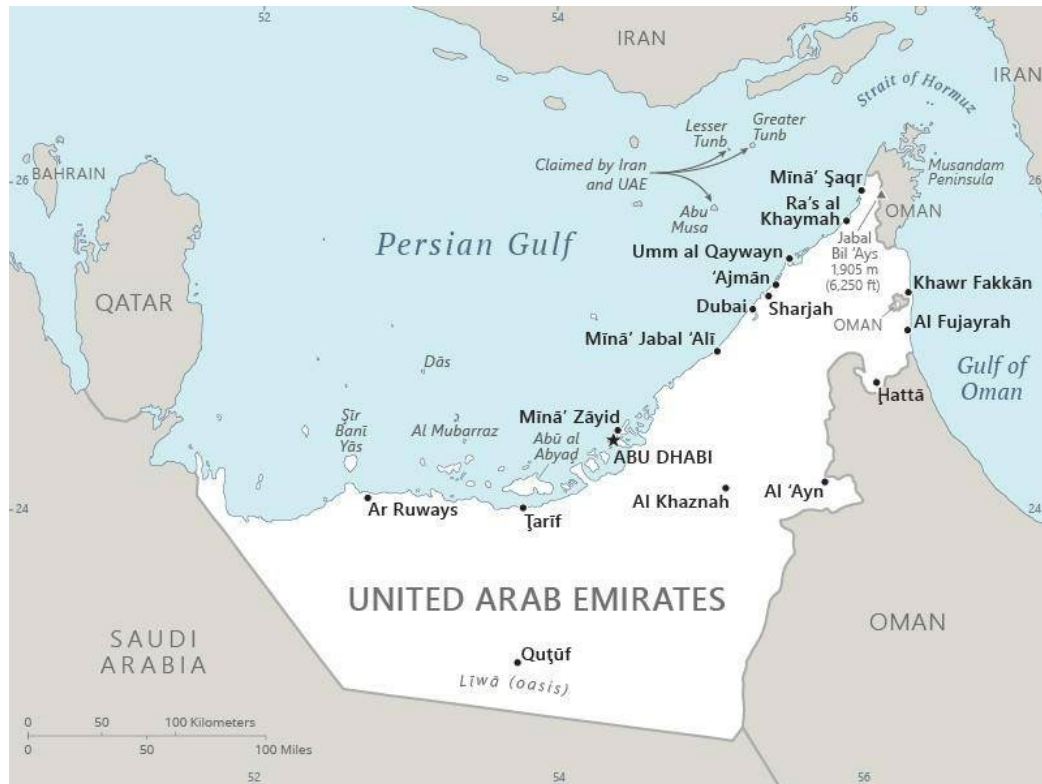 52
54
56
IRAN
IRAN
Strait of Hormuz
Lesser
Tunb
Greater
Tunb
BAHRAIN
26
26
Claimed by Iran
and UAE
Mīnā’ Şaqr
Musandam
Peninsula
Ra’s al
Khaymah
OMAN
Abu
Musa
Jabal
Bil ‘Ays
1,905 m
(6,250 ft)
Persian Gulf
Umm al Qaywayn
‘Ajmān
Khawr Fakkān
QATAR
Dubai
Sharjah
OMAN
Al Fujayrah
Mīnā’ Jabal ‘Alī
Dās
Gulf of
Oman
Ḩattā
Şīr
Banī
Yās
Al Mubarraz
Mīnā’ Zāyid
Abū al
Abyaḑ
ABU DHABI
24
Ar Ruways
Ţarīf
Al Khaznah
Al ‘Ayn
24
UNITED ARAB EMIRATES
OMAN
SAUDI
ARABIA
Quţūf
Līwā (oasis)
0 50 100 Kilometers
0 50 100 Miles
52
54
56